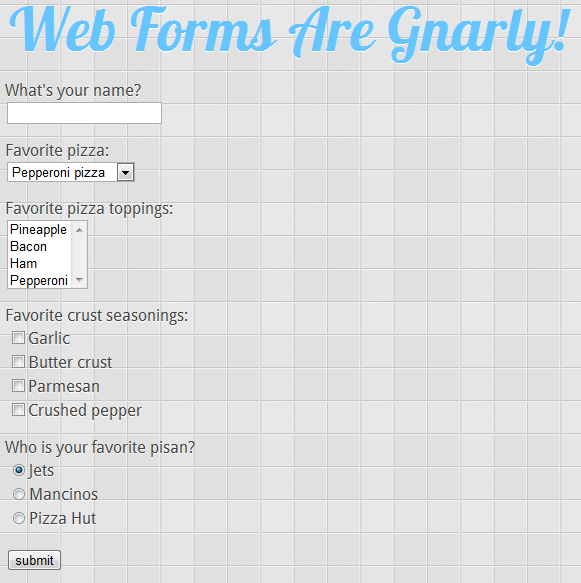 Web Forms Are Gnarly!
What's your name?
Favorite pizza:
Pepperoni pizza
Favorite pizza toppings:
Pineapple
Bacon
Ham
Pepperoni
Favorite crust seasonings:
Garlic
Butter crust
Parmesan
Crushed pepper
Who is your favorite pisan?
Jets
Mancinos
Pizza Hut
submit